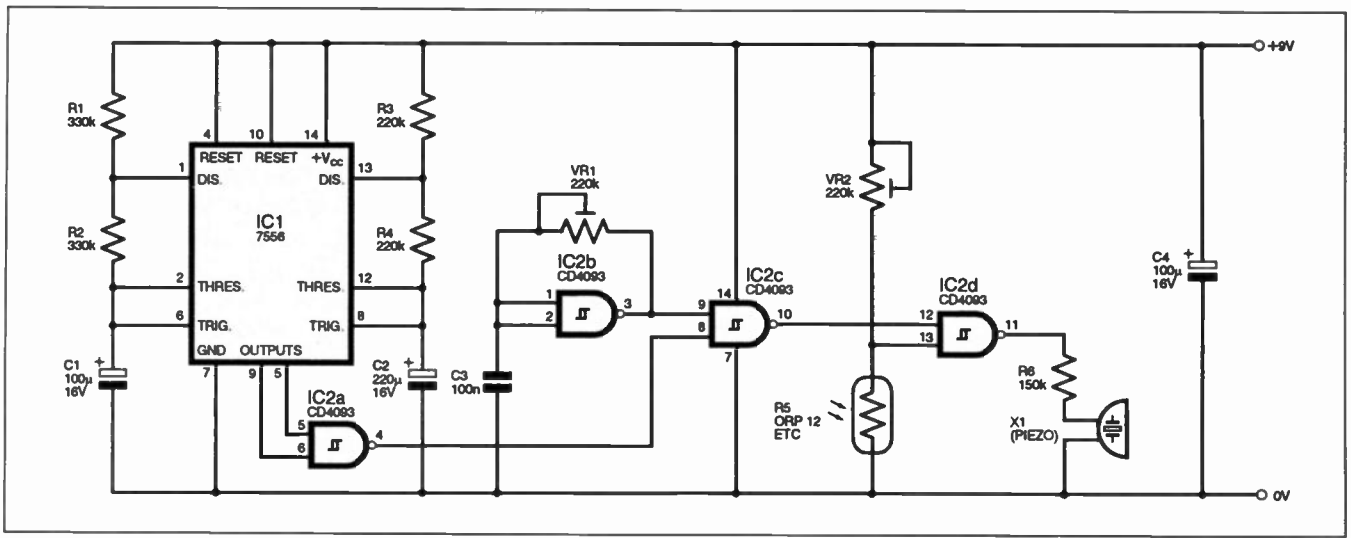 +9V
R1
330k
R3
220k
4
10
14
RESET
RESET
+Vcc
1
DIS.
DIS.
13
IC1
7556
R2
330k
R4
220k
2
THRES.
THRES.
12
6
TRIG.
TRIG.
8
GND
OUTPUTS
7
9
5
C1
100µ
16V
+
C2
220µ
16V
+
IC2a
CD4093
5
6
4
VR1
220k
IC2b
CD4093
1
2
3
C3
100n
IC2c
CD4093
14
9
8
10
7
VR2
220k
IC2d
CD4093
12
13
11
R5
ORP 12
ETC
R6
150k
X1
(PIEZO)
C4
100µ
16V
+
0V